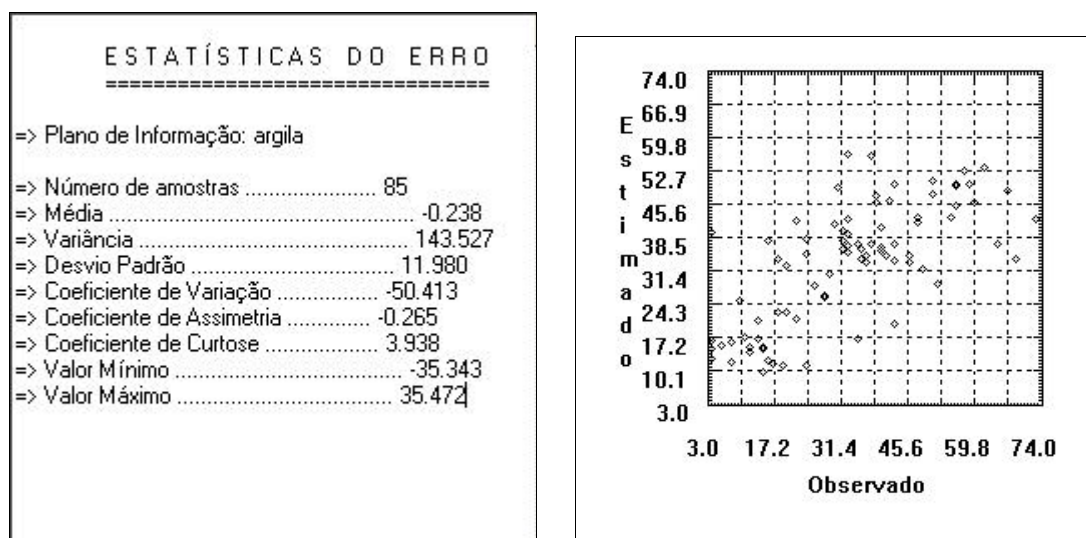 ESTATÍSTICAS DO ERRO
================================
=> Plano de Informação: argila
=> Número de amostras ........................ 85
=> Média ..................................................... -0.238
=> Variância ............................................... 143.527
=> Desvio Padrão ................................... 11.980
=> Coeficiente de Variação ................. -50.413
=> Coeficiente de Assimetria .............. -0.265
=> Coeficiente de Curtose .................. 3.938
=> Valor Mínimo ........................................ -35.343
=> Valor Máximo ..................................... 35.472
Estimado
74.0
66.9
59.8
52.7
45.6
38.5
31.4
24.3
17.2
10.1
3.0
3.0 17.2 31.4 45.6 59.8 74.0
Observado